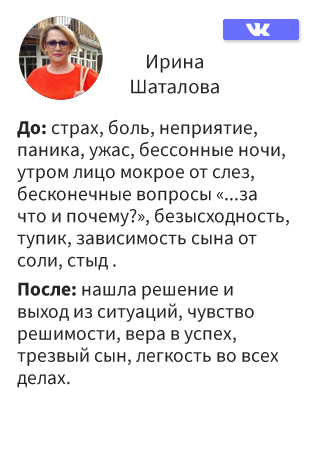 Ирина
Шаталова
До: страх, боль, неприятие,
паника, ужас, бессонные ночи,
утром лицо мокрое от слез,
бесконечные вопросы «...за
что и почему?», безысходность,
тупик, зависимость сына от
соли, стыд .
После: нашла решение и
выход из ситуаций, чувство
решимости, вера в успех,
трезвый сын, легкость во всех
делах.